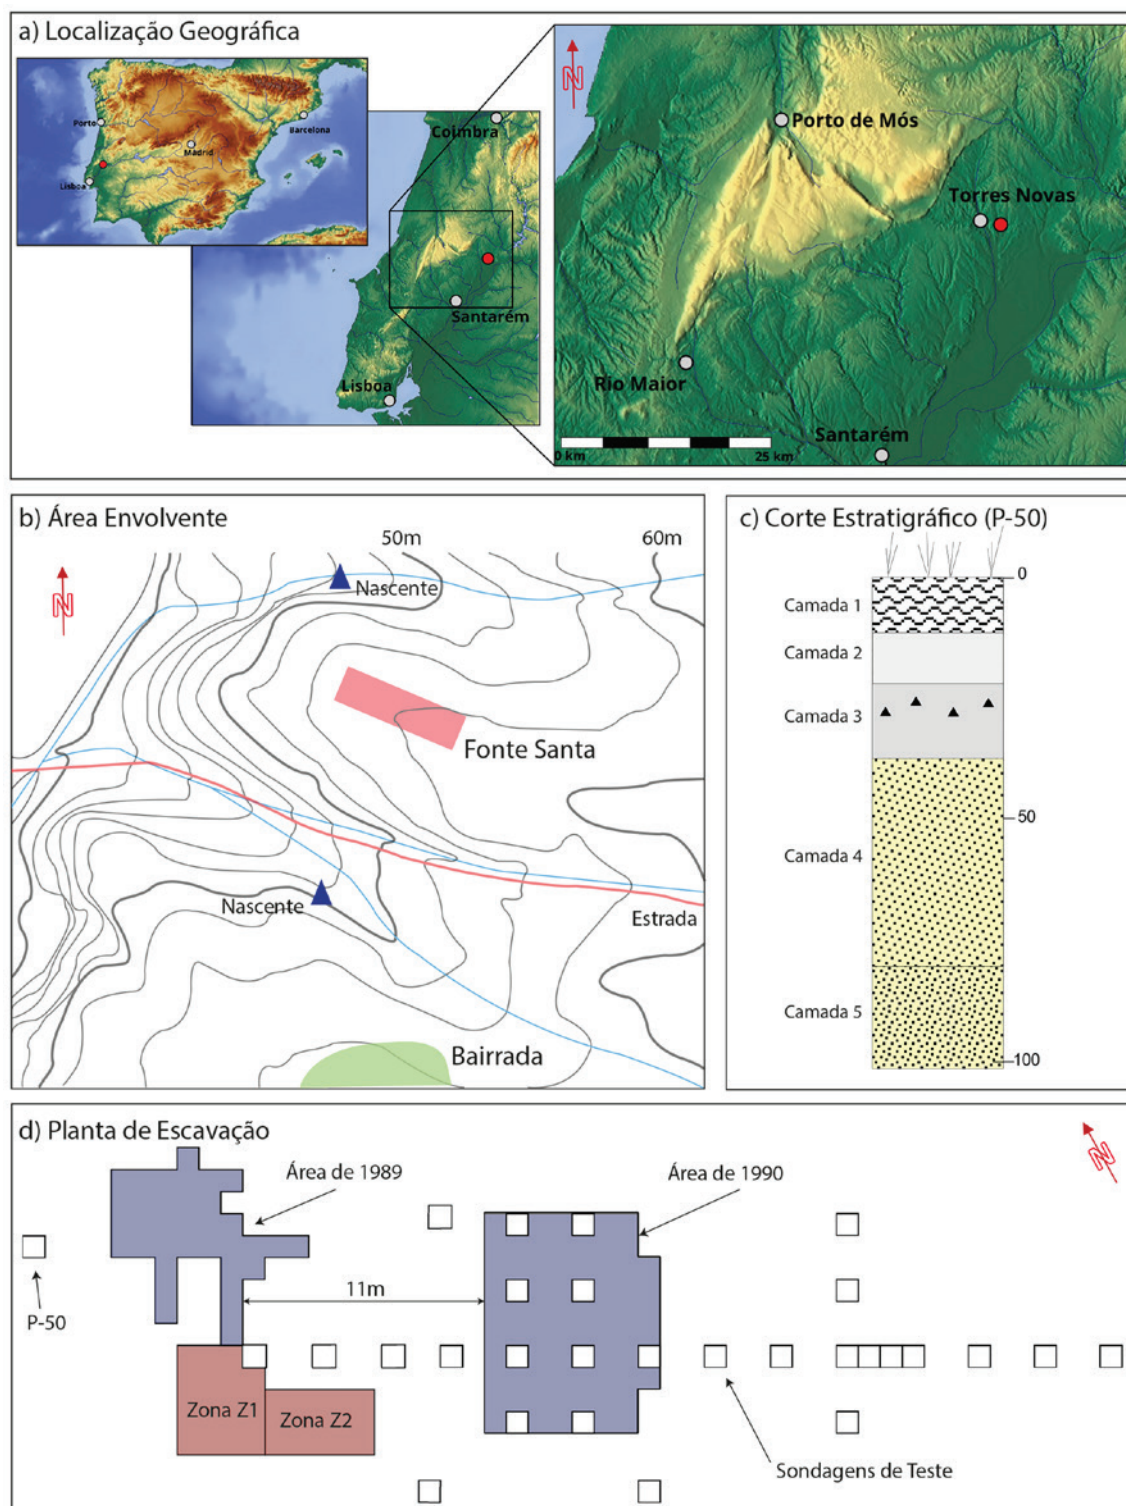 a) Localização Geográfica
Porto
Barcelona
Madrid
Lisboa
Coimbra
Santarém
Lisboa
N
Porto de Mós
Torres Novas
Rio Maior
Santarém
0 km
25 km
b) Área Envolvente
50m
60m
N
Nascente
Fonte Santa
Nascente
Estrada
Bairrada
c) Corte Estratigráfico (P-50)
0
Camada 1
Camada 2
Camada 3
50
Camada 4
Camada 5
100
d) Planta de Escavação
N
Área de 1989
Área de 1990
11m
P-50
Zona Z1
Zona Z2
Sondagens de Teste